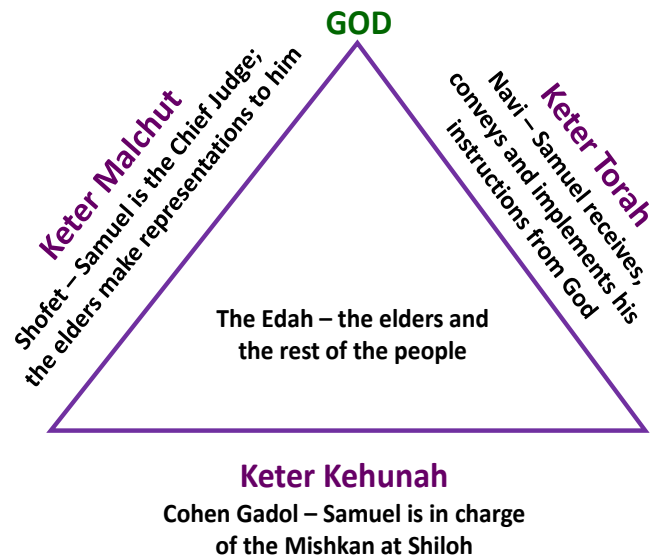 GOD
Keter Malchut
Shofet – Samuel is the Chief Judge;
the elders make representations to him
Keter Torah
Navi – Samuel receives,
conveys and implements his
instructions from God
The Edah – the elders and
the rest of the people
Keter Kehunah
Cohen Gadol – Samuel is in charge
of the Mishkan at Shiloh